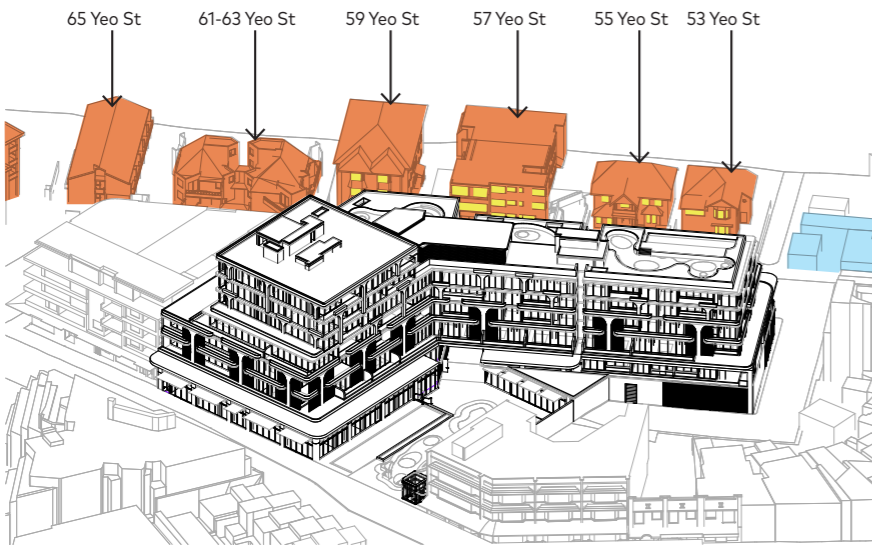 65 Yeo St
61-63 Yeo St
59 Yeo St
57 Yeo St
55 Yeo St
53 Yeo St